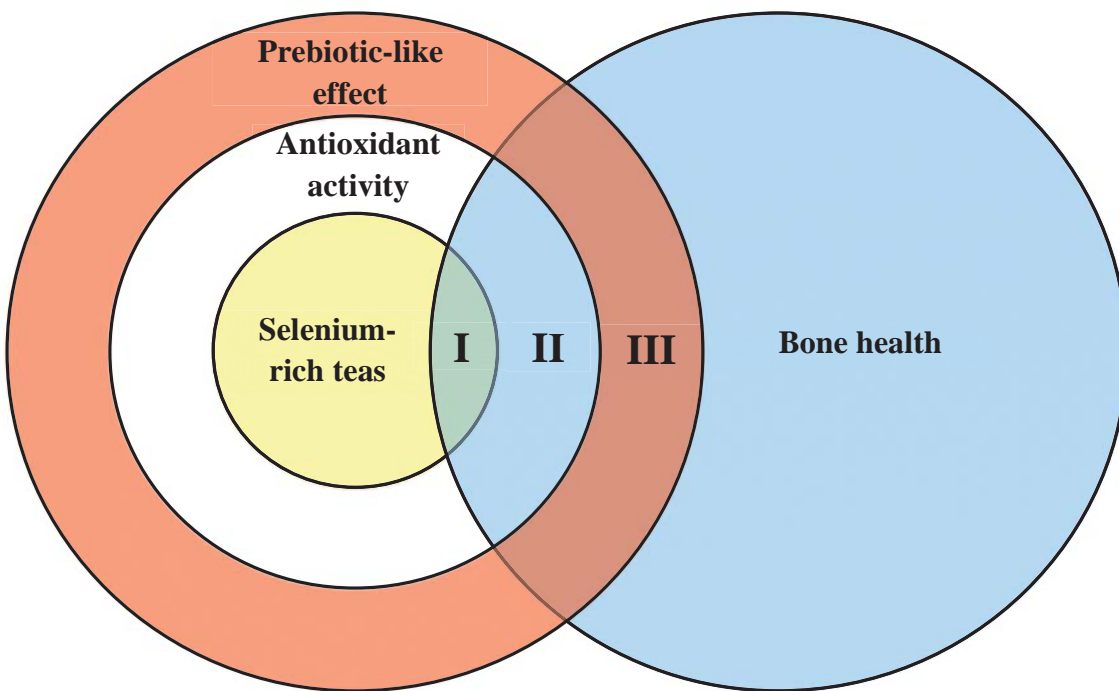 Prebiotic-like
effect
Antioxidant
activity
Selenium-
rich teas
I
II
III
Bone health